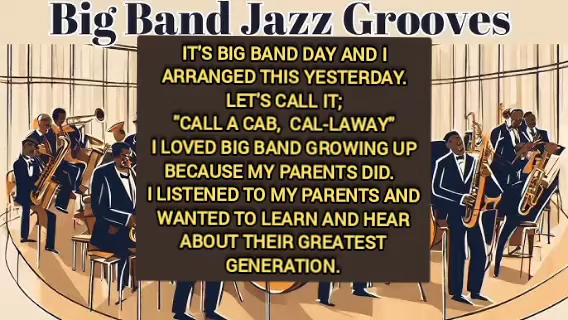 Big Band Jazz Grooves
IT'S BIG BAND DAY AND I
ARRANGED THIS YESTERDAY.
LET'S CALL IT;
"CALL A CAB, CAL-LAWAY"
I LOVED BIG BAND GROWING UP
BECAUSE MY PARENTS DID.
I LISTENED TO MY PARENTS AND
WANTED TO LEARN AND HEAR
ABOUT THEIR GREATEST
GENERATION.